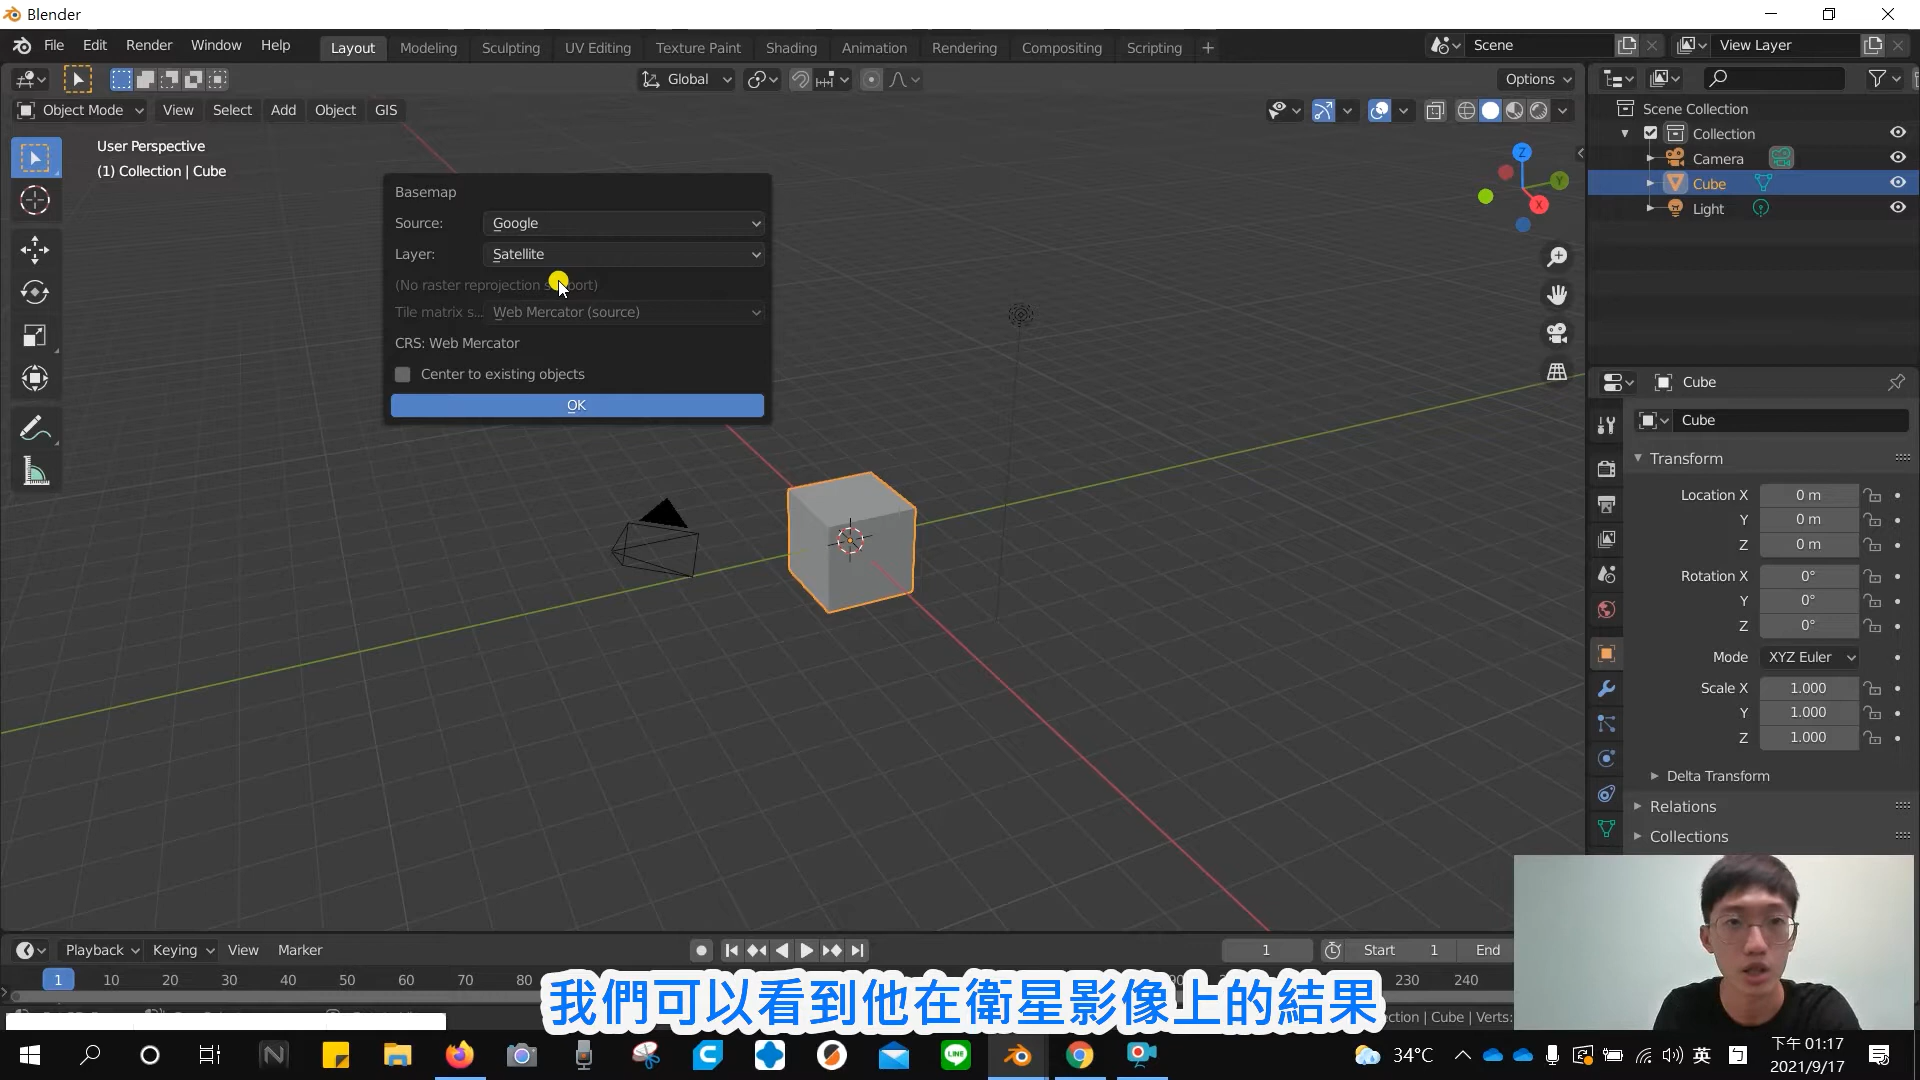 Blender
File Edit Render Window Help
Layout Modeling Sculpting UV Editing Texture Paint Shading Animation Rendering Compositing Scripting +
Scene
View Layer
Global
Options
Object Mode View Select Add Object GIS
User Perspective
(1) Collection | Cube
Basemap
Source: Google
Layer: Satellite
(No raster reprojection
Tile matrix s... Web Mercator (source)
CRS: Web Mercator
Center to existing objects
OK
Z
Y
X
Scene Collection
Collection
Camera
Cube
Light
Cube
Cube
Transform
Location X 0 m
Y 0 m
Z 0 m
Rotation X 0°
Y 0°
Z 0°
Mode XYZ Euler
Scale X 1.000
Y 1.000
Z 1.000
Delta Transform
Relations
Collections
Playback Keying View Marker
1 Start 1 End
1 10 20 30 40 50 60 70 80 230 240
我們可以看到他在衛星影像上的結果
| Cube | Verts:
34°C
英
下午 01:17
2021/9/17
LINE